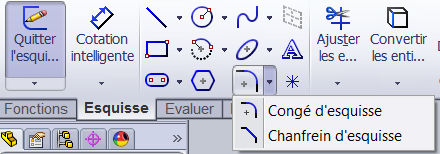 Quitter
l'esqui...
Cotation
intelligente
Ajuster
les e...
Convertir
les enti...
Fonctions
Esquisse
Evaluer
Congé d'esquisse
Chanfrein d'esquisse